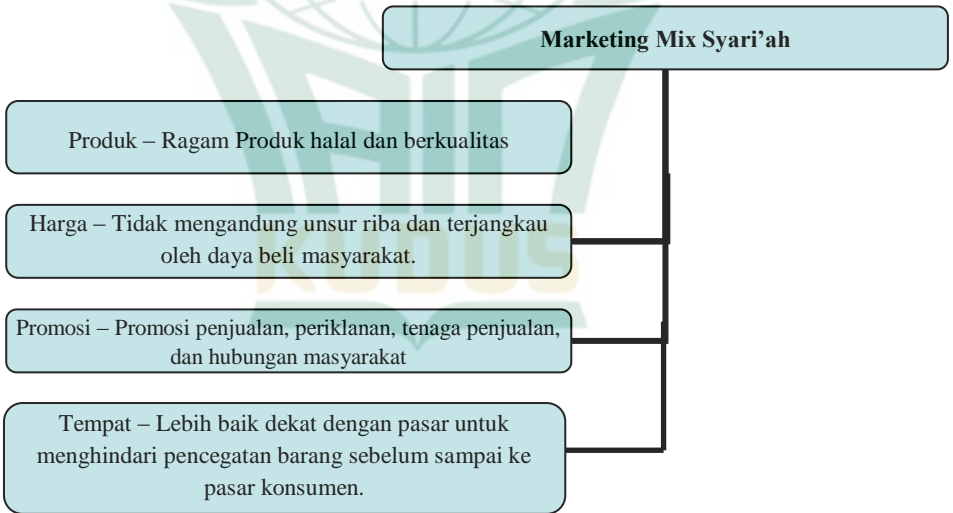 Marketing Mix Syari’ah
Produk – Ragam Produk halal dan berkualitas
Harga – Tidak mengandung unsur riba dan terjangkau
oleh daya beli masyarakat.
Promosi – Promosi penjualan, periklanan, tenaga penjualan,
dan hubungan masyarakat
Tempat – Lebih baik dekat dengan pasar untuk
menghindari pencegatan barang sebelum sampai ke
pasar konsumen.
KUDUS